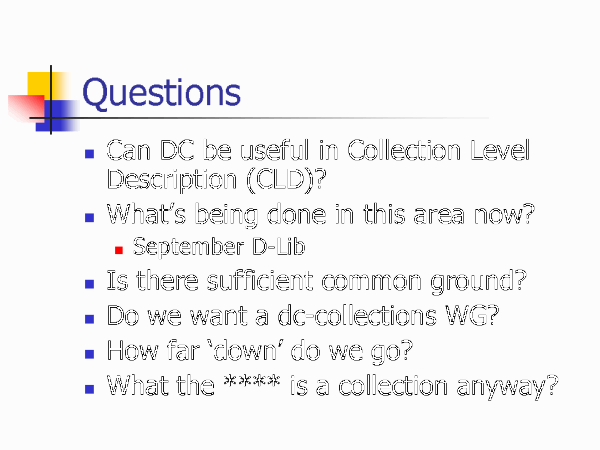 Questions
Can DC be useful in Collection Level
Description (CLD)?
What's being done in this area now?
September D-Lib
Is there sufficient common ground?
Do we want a dc-collections WG?
How far ‘down’ do we go?
What the **** is a collection anyway?